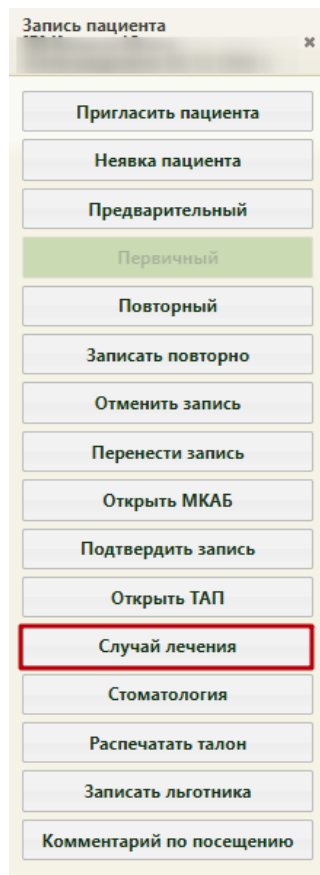 Запись пациента
Пригласить пациента
Неявка пациента
Предварительный
Первичный
Повторный
Записать повторно
Отменить запись
Перенести запись
Открыть МКАБ
Подтвердить запись
Открыть ТАП
Случай лечения
Стоматология
Распечатать талон
Записать льготника
Комментарий по посещению